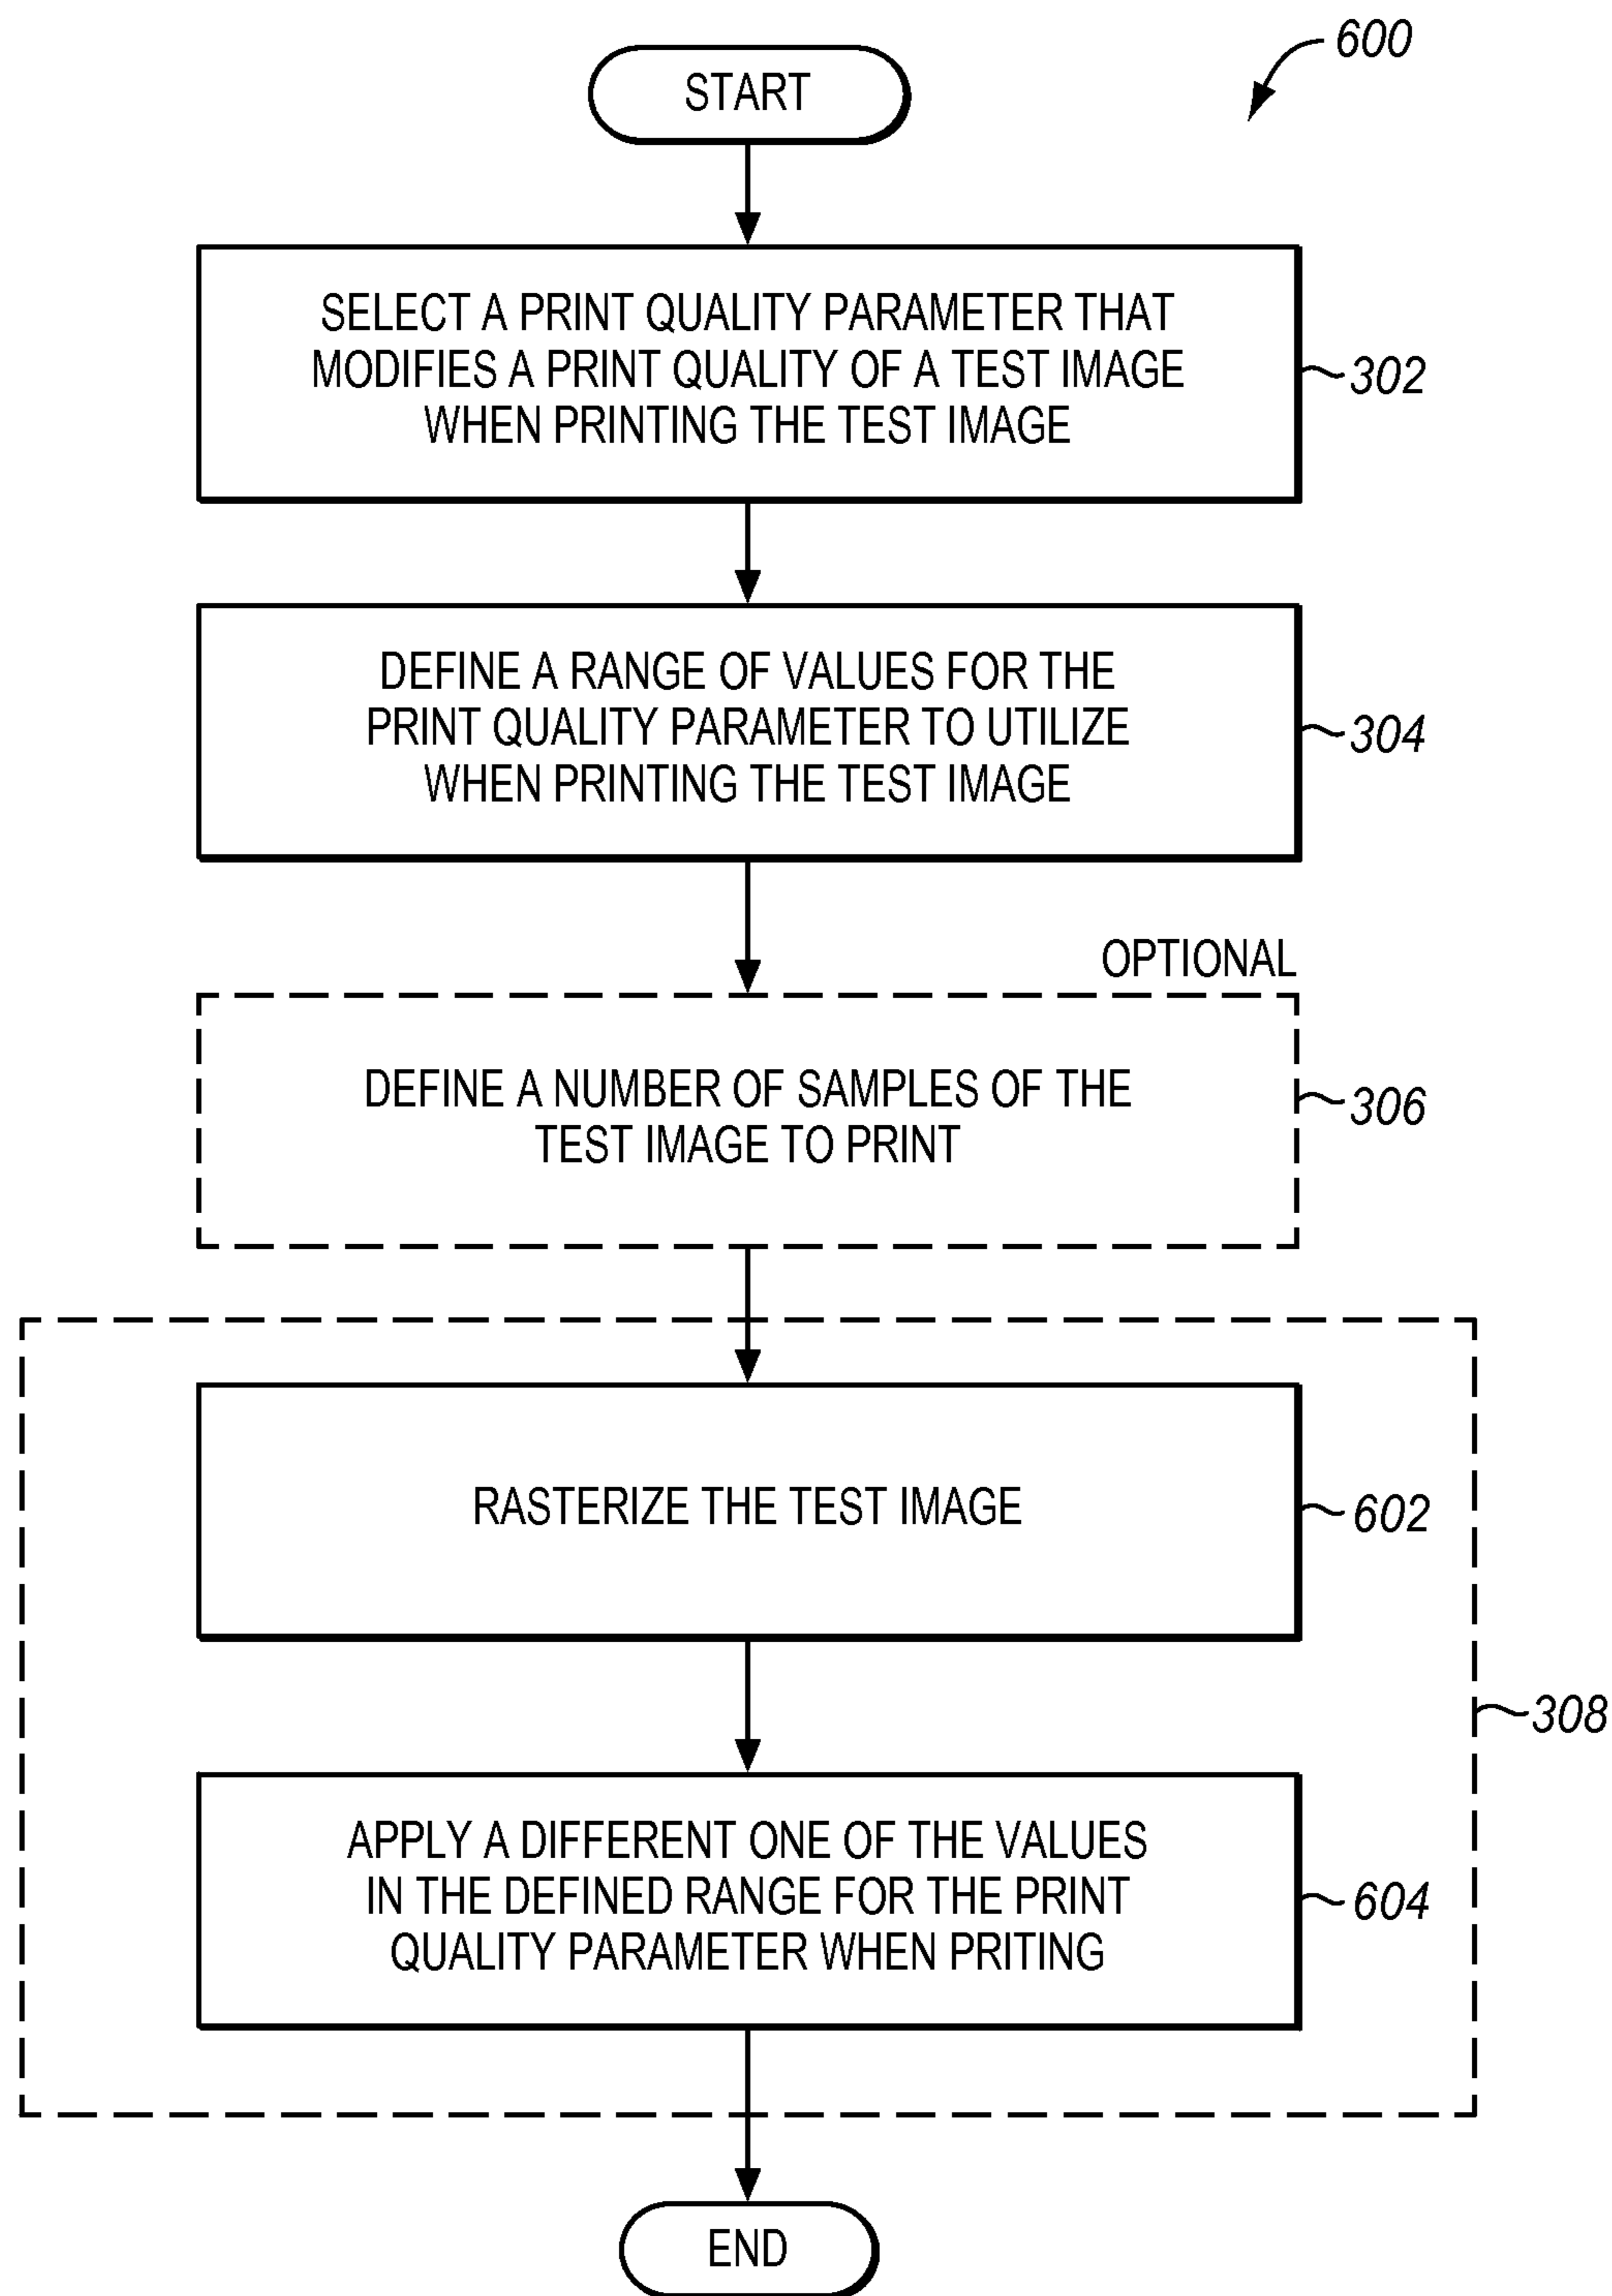 600
START
SELECT A PRINT QUALITY PARAMETER THAT
MODIFIES A PRINT QUALITY OF A TEST IMAGE
WHEN PRINTING THE TEST IMAGE
302
DEFINE A RANGE OF VALUES FOR THE
PRINT QUALITY PARAMETER TO UTILIZE
WHEN PRINTING THE TEST IMAGE
304
OPTIONAL
DEFINE A NUMBER OF SAMPLES OF THE
TEST IMAGE TO PRINT
306
RASTERIZE THE TEST IMAGE
602
308
APPLY A DIFFERENT ONE OF THE VALUES
IN THE DEFINED RANGE FOR THE PRINT
QUALITY PARAMETER WHEN PRITING
604
END